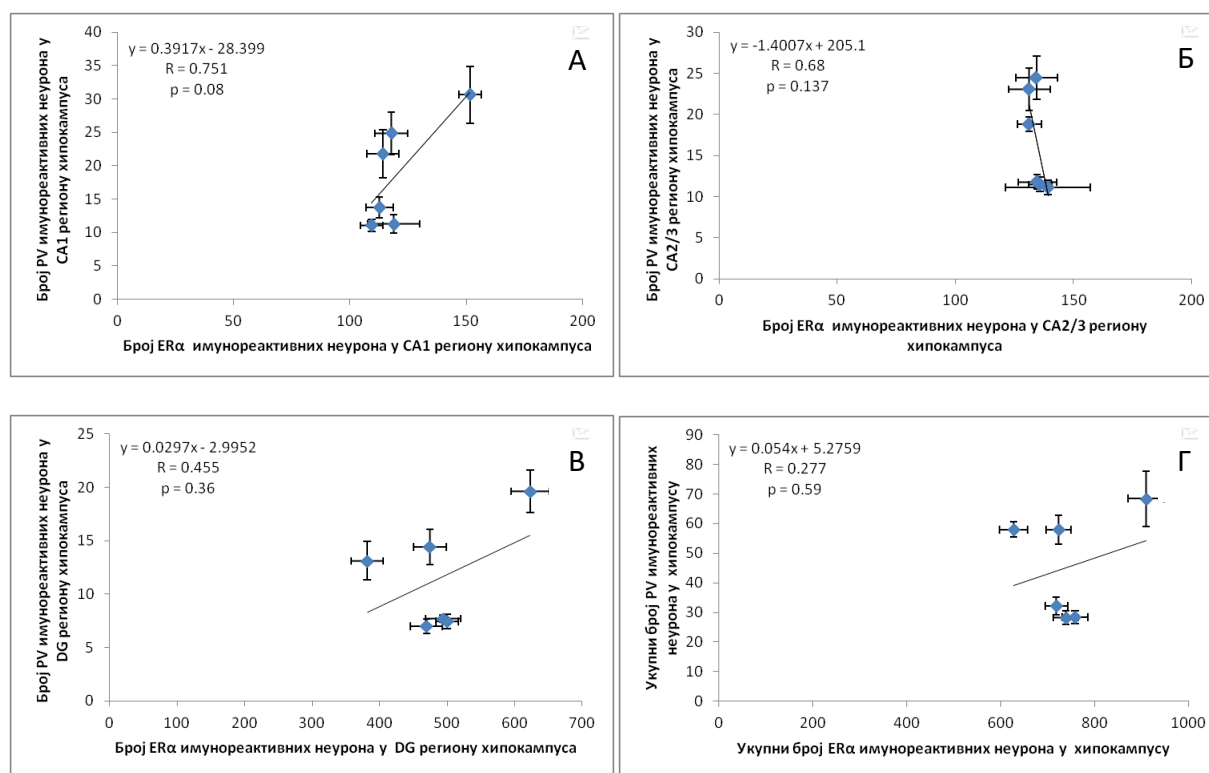 y = 0.3917x - 28.399
R = 0.751
p = 0.08
А
Број PV имунореактивних неурона у
CA1 региону хипокампуса
40
35
30
25
20
15
10
5
0
0 50 100 150 200
Број ERα имунореактивних неурона у CA1 региону хипокампуса
y = -1.4007x + 205.1
R = 0.68
p = 0.137
Б
Број PV имунореактивних неурона у
CA2/3 региону хипокампуса
30
25
20
15
10
5
0
0 50 100 150 200
Број ERα имунореактивних неурона у CA2/3 региону
хипокампуса
y = 0.0297x - 2.9952
R = 0.455
p = 0.36
В
Број PV имунореактивних неурона у
DG региону хипокампуса
25
20
15
10
5
0
0 100 200 300 400 500 600 700
Број ERα имунореактивних неурона у DG региону хипокампуса
y = 0.054x + 5.2759
R = 0.277
p = 0.59
Г
Укупни број PV имунореактивних
неурона у хипокампусу
90
80
70
60
50
40
30
20
10
0
0 200 400 600 800 1000
Укупни број ERα имунореактивних неурона у хипокампусу